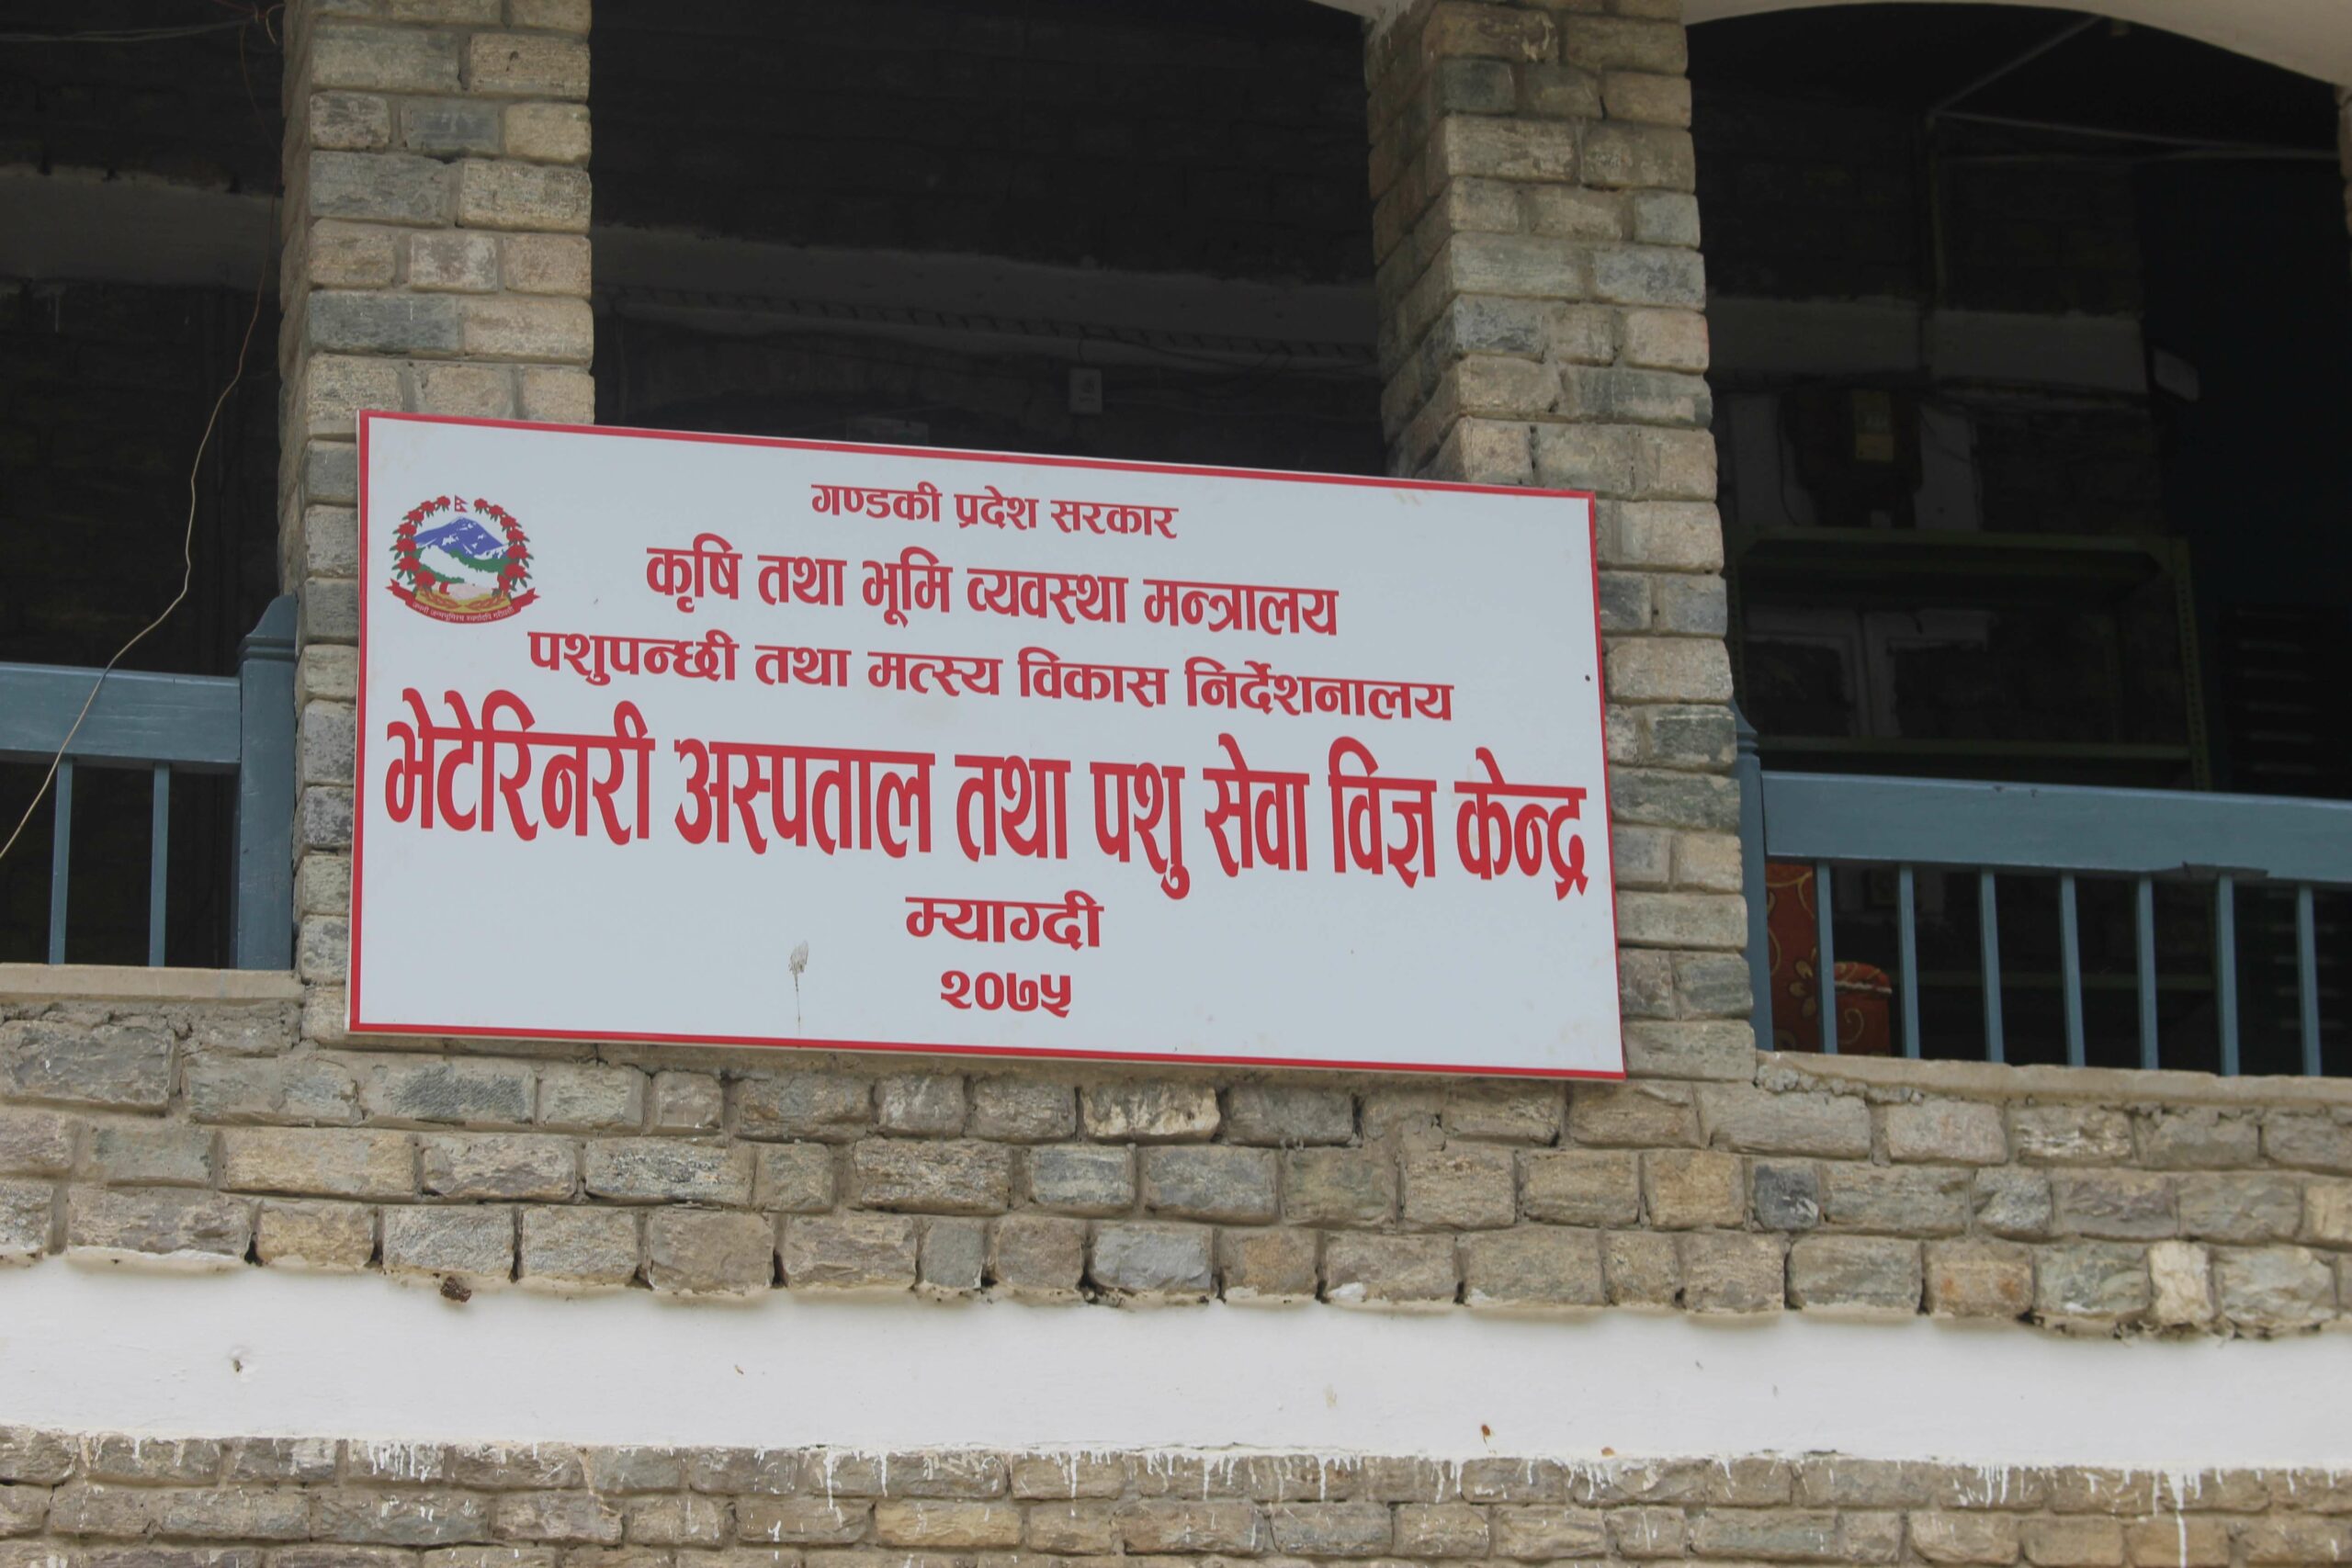 गण्डकी प्रदेश सरकार
कृषि तथा भूमि व्यवस्था मन्त्रालय
पशुपन्छी तथा मत्स्य विकास निर्देशनालय
भेटेरिनरी अस्पताल तथा पशु सेवा विज्ञ केन्द्र
म्याग्दी
२०७५